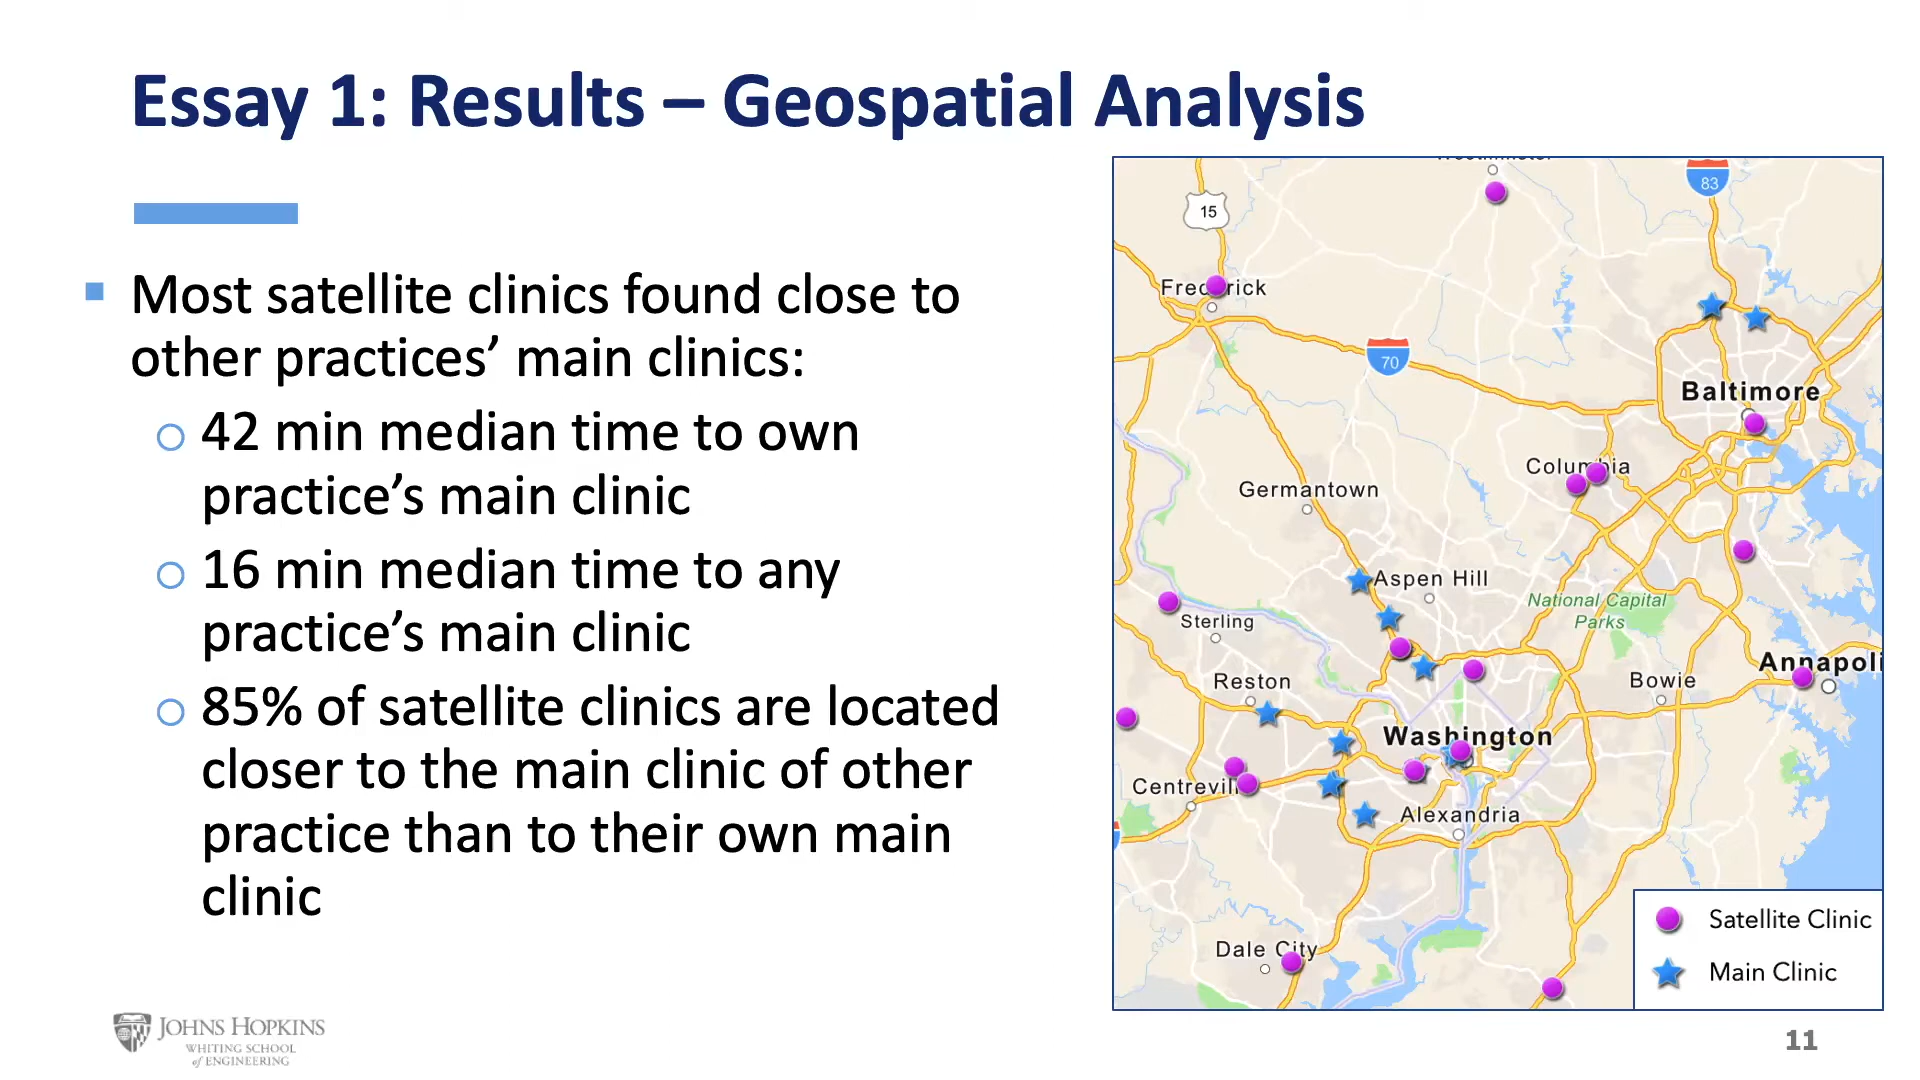 Essay 1: Results – Geospatial Analysis
Most satellite clinics found close to
other practices’ main clinics:
42 min median time to own
practice’s main clinic
16 min median time to any
practice’s main clinic
85% of satellite clinics are located
closer to the main clinic of other
practice than to their own main
clinic
15
83
Frederick
70
Baltimore
Columbia
Germantown
Aspen Hill
National Capital
Parks
Sterling
Annapoli
Reston
Bowie
Washington
Centrevil
Alexandria
Dale City
Satellite Clinic
Main Clinic
JOHNS HOPKINS
WHITING SCHOOL
of ENGINEERING
11